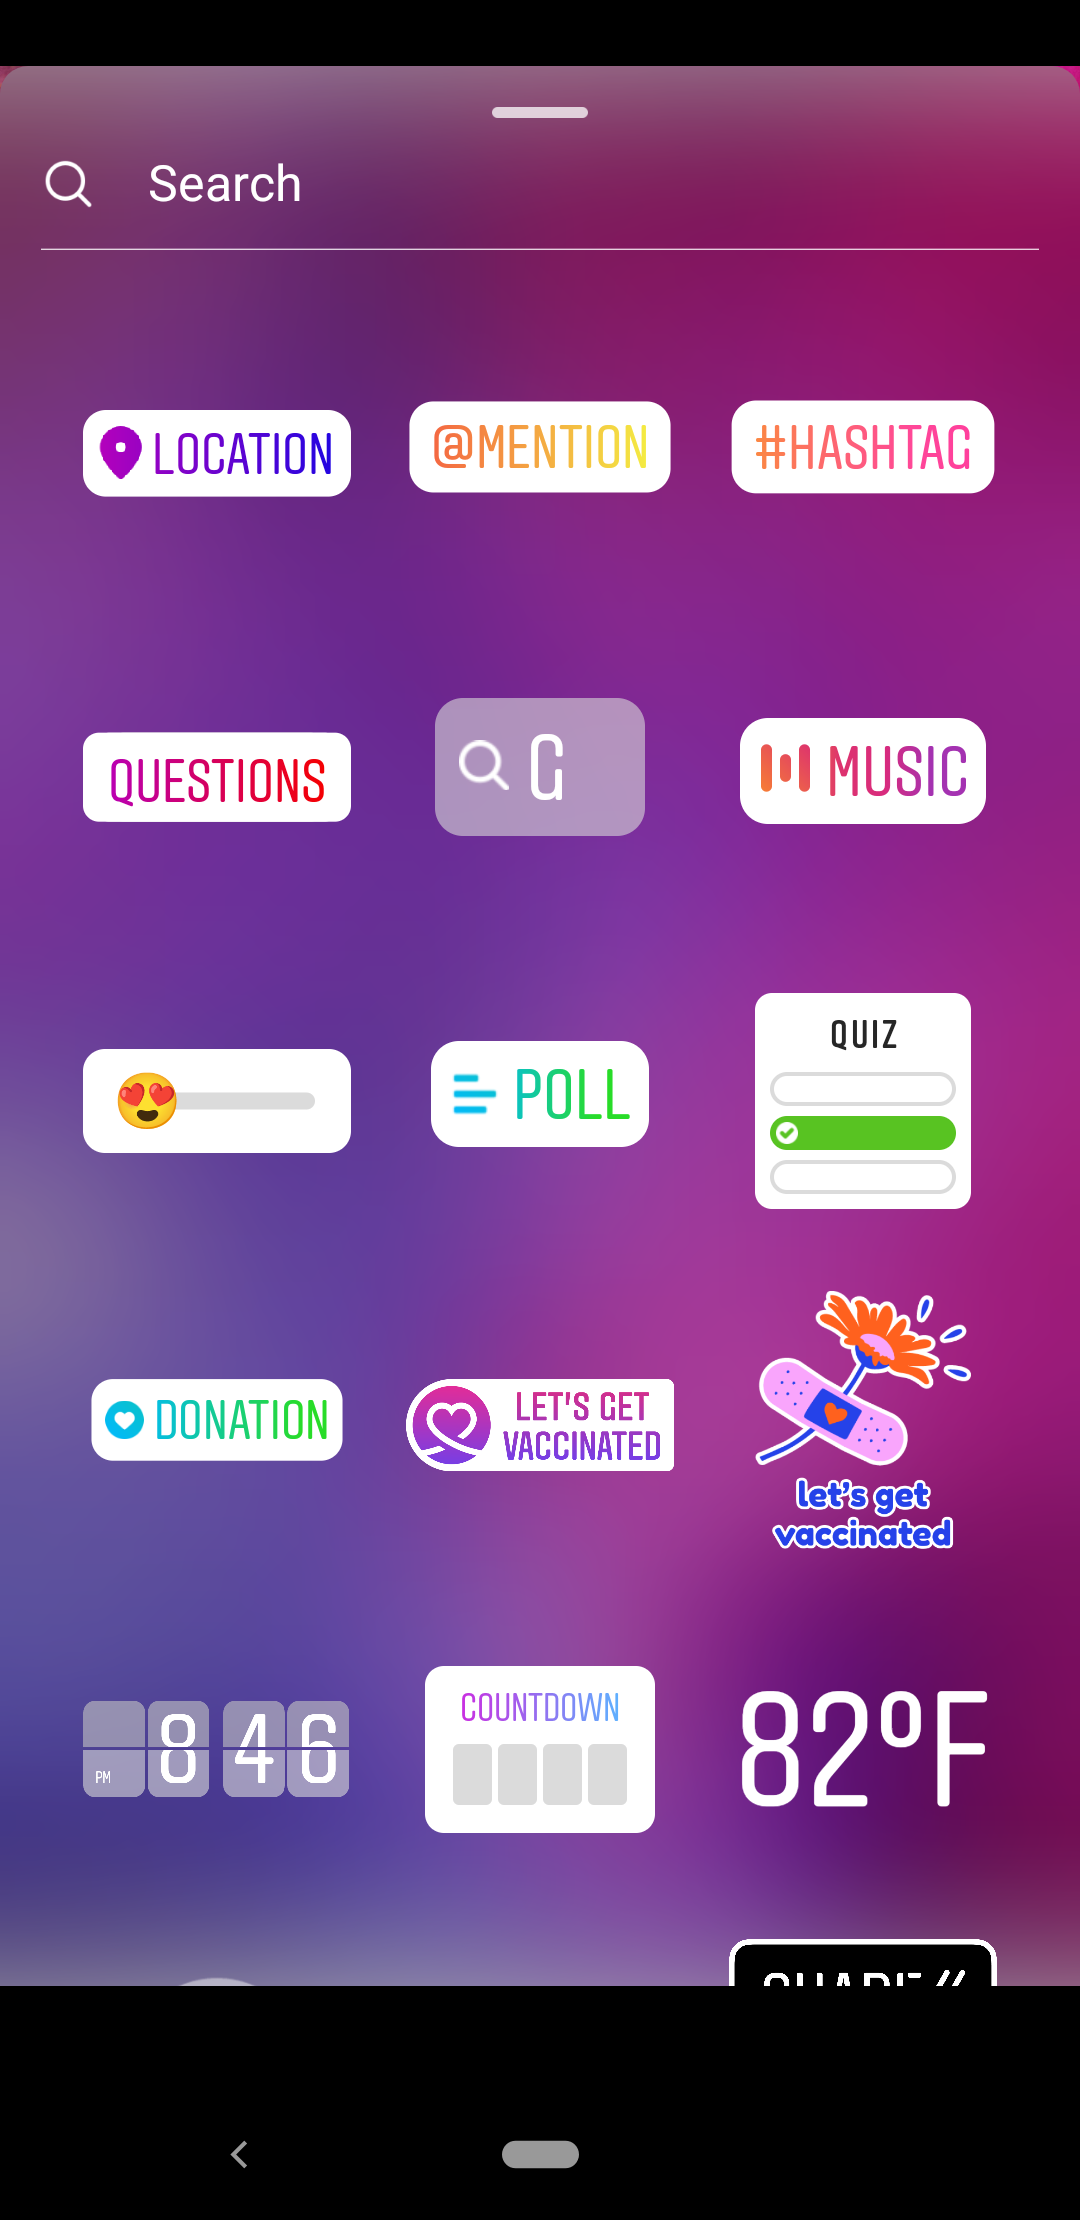 Search
LOCATION
@MENTION
#HASHTAG
QUESTIONS
G
MUSIC
POLL
QUIZ
DONATION
LET'S GET
VACCINATED
let's get
vaccinated
PM 8 46
COUNTDOWN
82°F